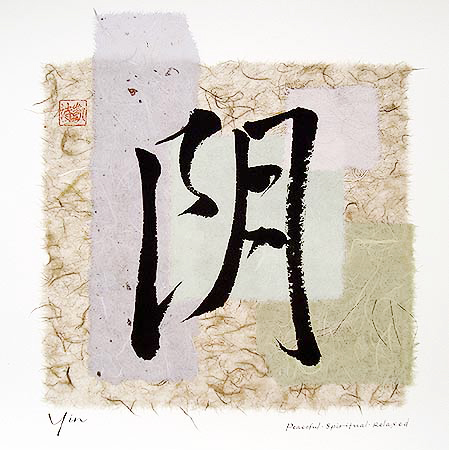 阴
Yin
Peaceful · Spiritual · Relaxed